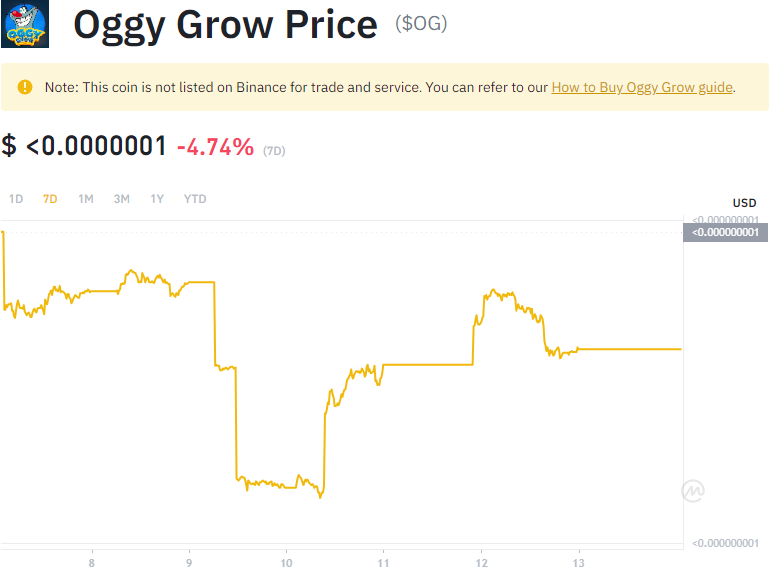 Oggy Grow Price ($OG)
Note: This coin is not listed on Binance for trade and service. You can refer to our How to Buy Oggy Grow guide.
$ <0.0000001 -4.74% (7D)
1D 7D 1M 3M 1Y YTD
USD
<0.000000001
<0.000000001
<0.000000001
8 9 10 11 12 13